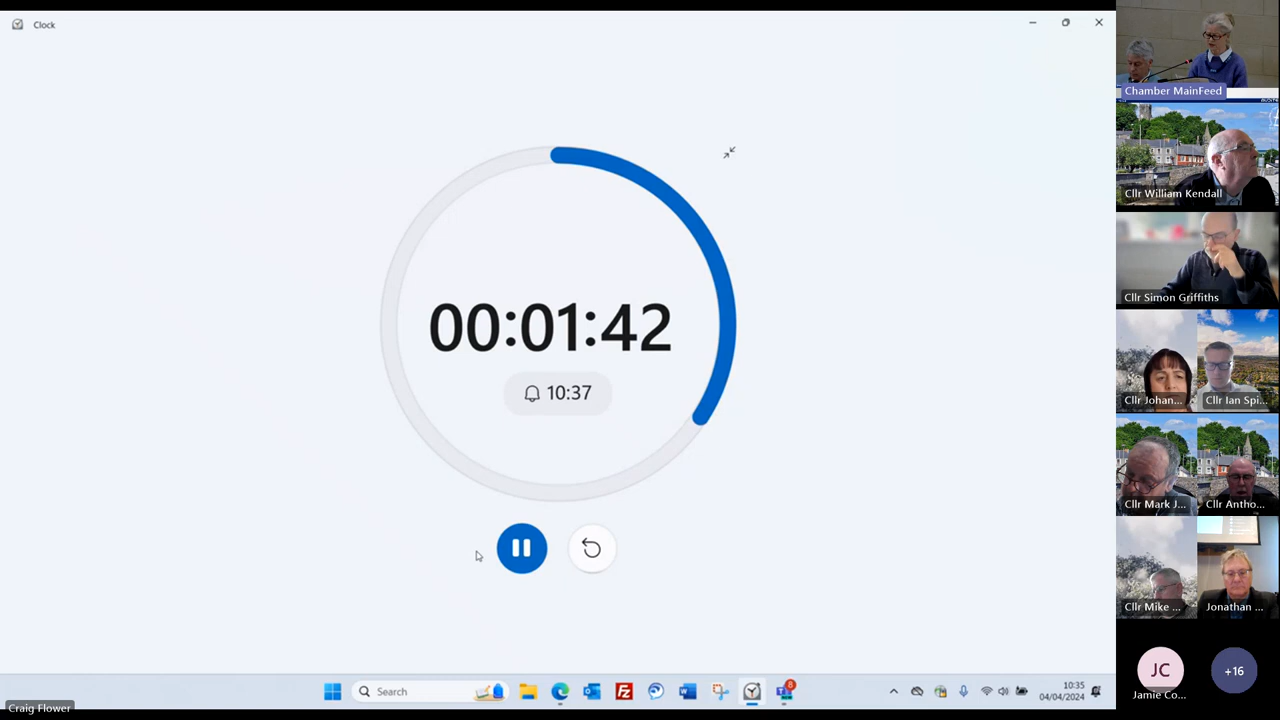 Clock
00:01:42
10:37
Search
8
10:35
04/04/2024
Craig Flower
Chamber MainFeed
Cllr William Kendall
Cllr Simon Griffiths
Cllr Johan...
Cllr Ian Spi...
Cllr Mark J...
Cllr Antho...
Cllr Mike ...
Jonathan ...
JC
Jamie Co...
+16